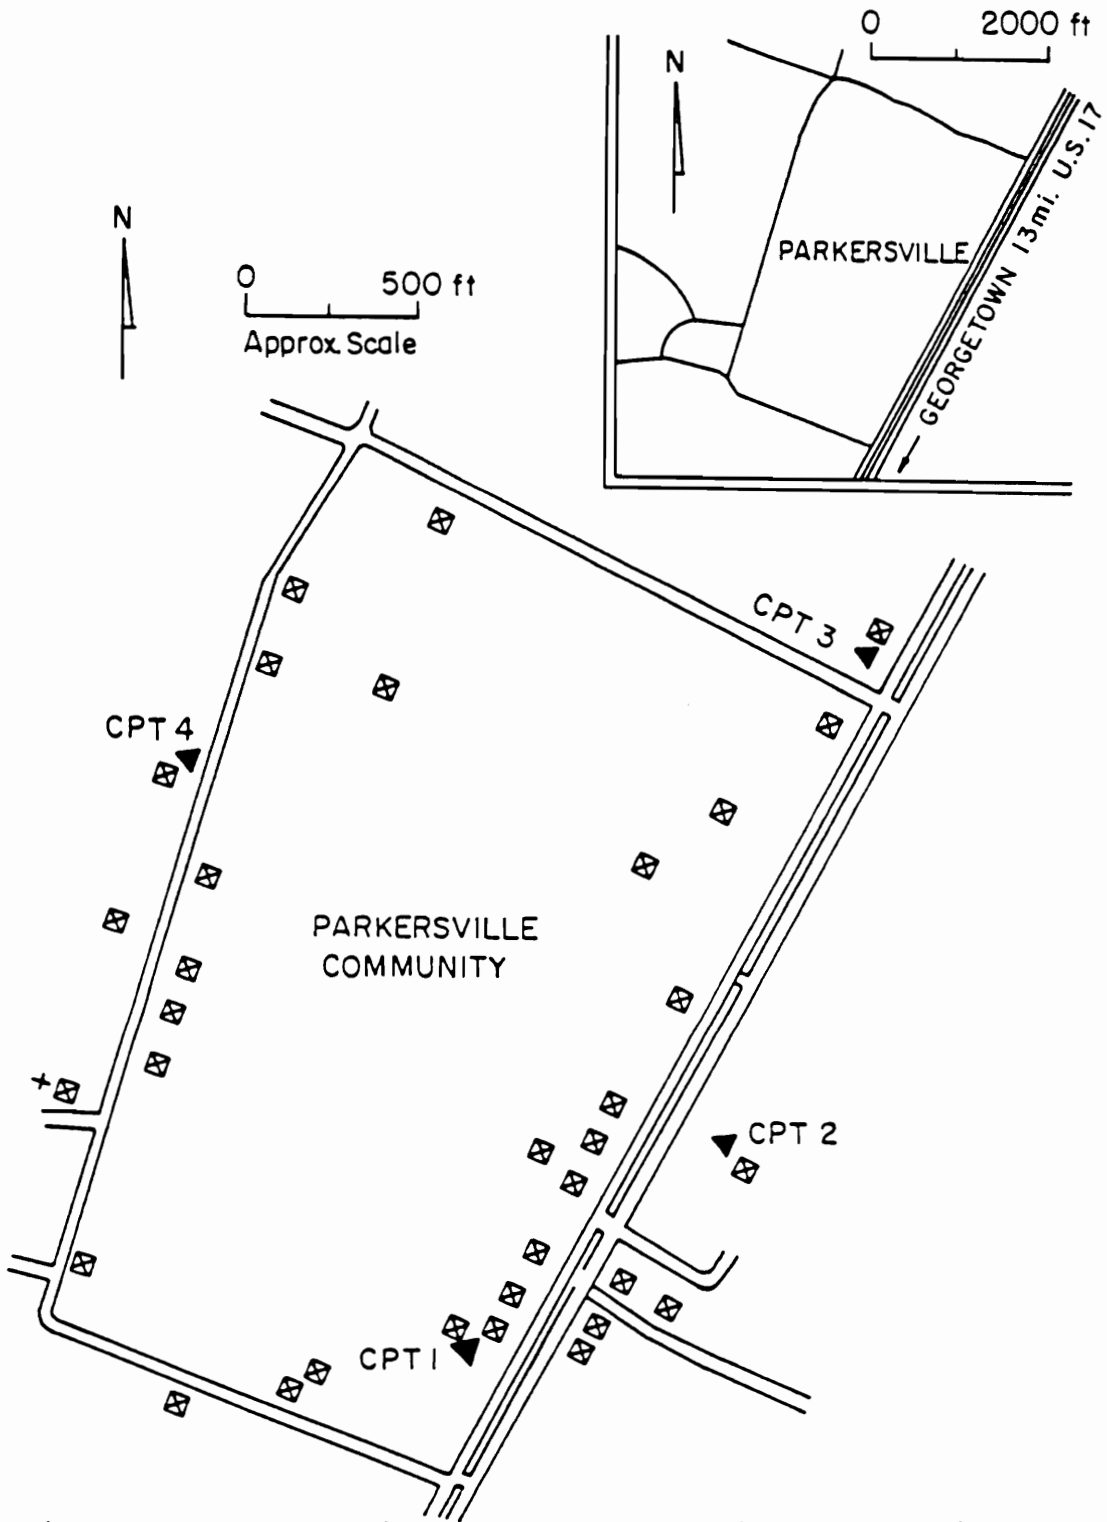 0 2000 ft
N
PARKERSVILLE
GEORGETOWN 13mi. U.S. 17
N
0 500 ft
Approx. Scale
CPT 3
CPT 4
PARKERSVILLE
COMMUNITY
CPT 2
CPT 1